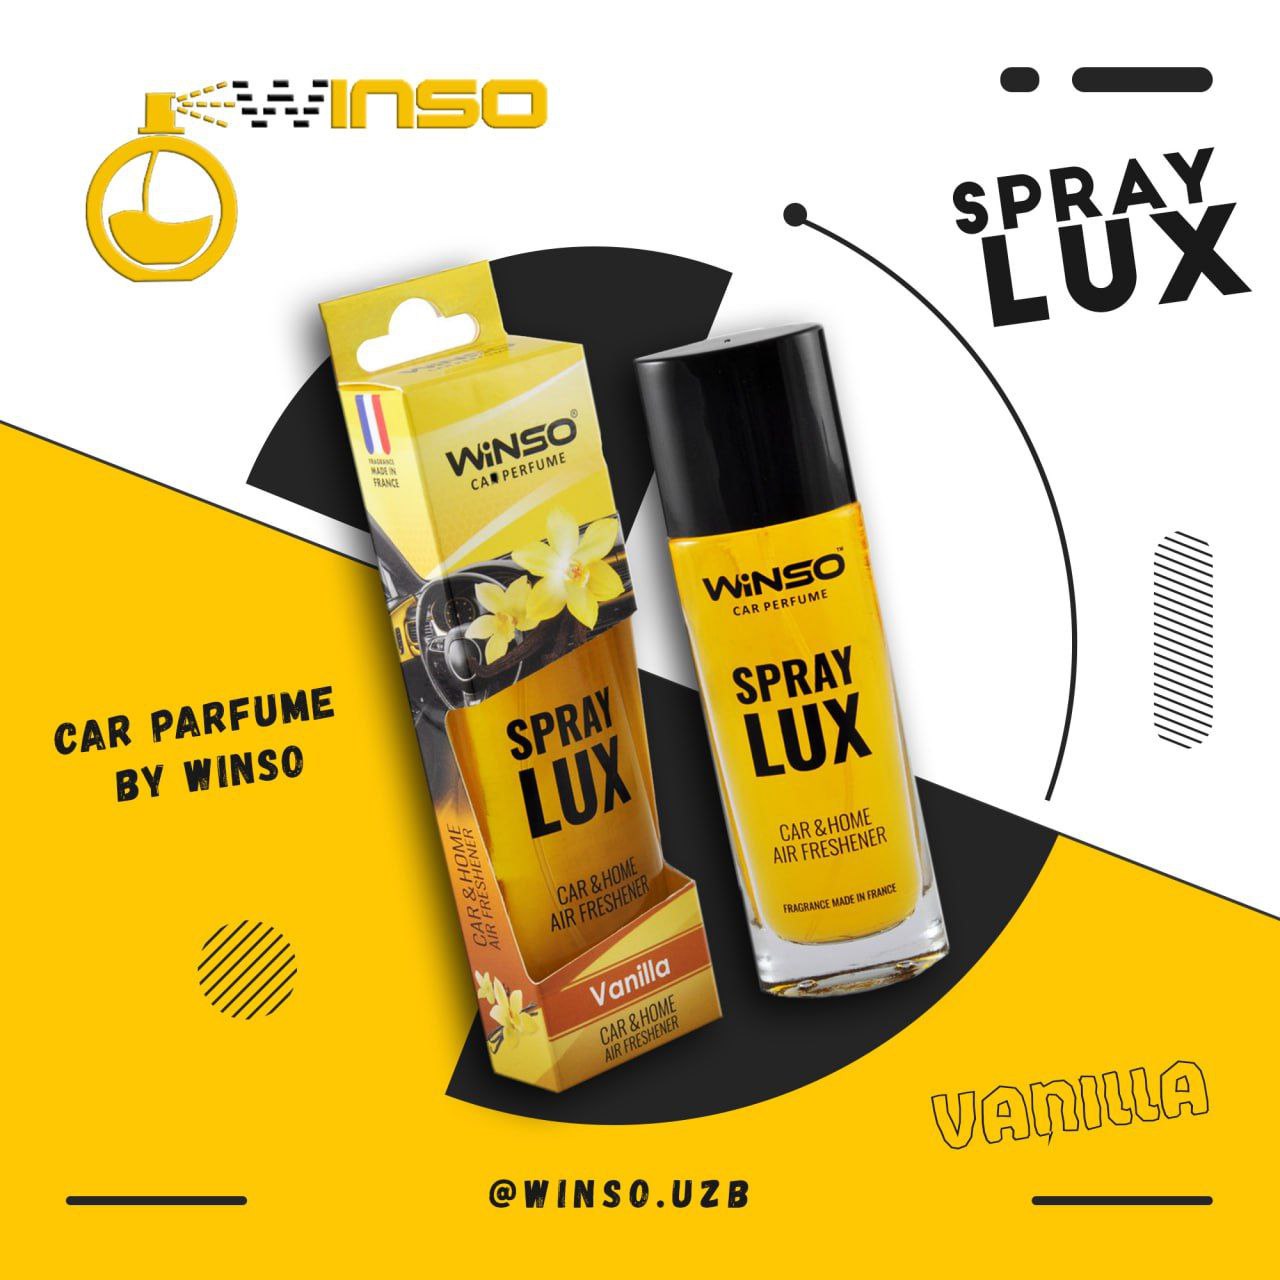 WINSO
SPRAY
LUX
WiNSO®
CAR PERFUME
FRAGRANCE
MADE IN
FRANCE
SPRAY
LUX
CAR & HOME
AIR FRESHENER
CAR & HOME
AIR FRESHENER
Vanilla
CAR & HOME
AIR FRESHENER
WiNSO™
CAR PERFUME
SPRAY
LUX
CAR & HOME
AIR FRESHENER
FRAGRANCE MADE IN FRANCE
CAR PARFUME
BY WINSO
VANILLA
@WINSO.UZB